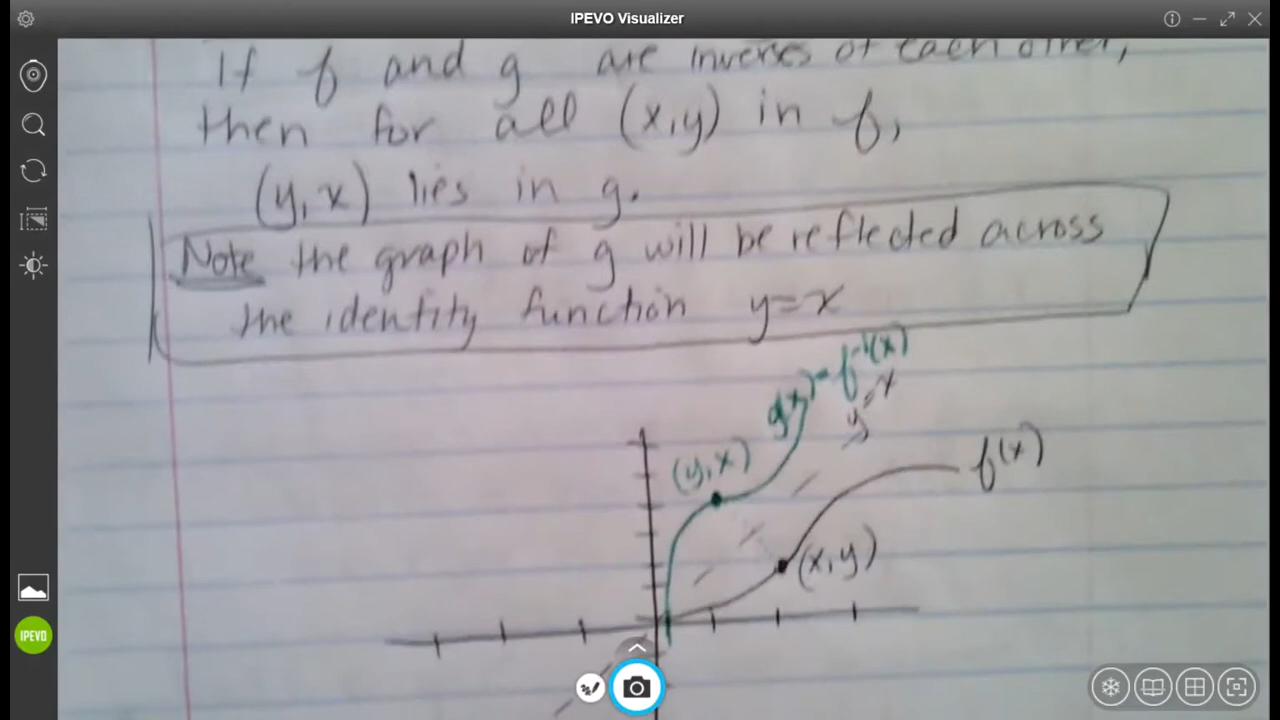 IPEVO Visualizer
If f and g are inverses of each other,
then for all (x,y) in f,
(y,x) lies in g.
Note the graph of g will be reflected across
the identity function y=x
g(x)=f⁻¹(x)
y=x
(y,x)
f(x)
(x,y)
IPEVO